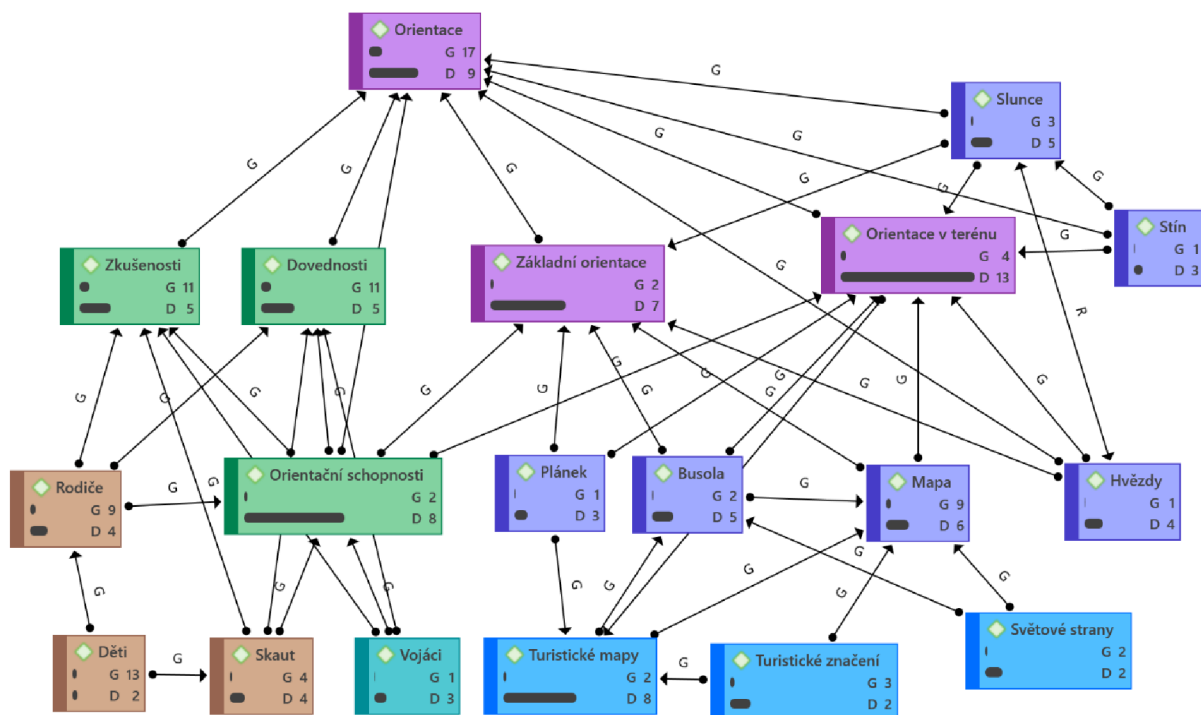 Orientace
G 17
D 9
G
Slunce
G 3
D 5
G
G
G
G
G
G
G
G
Stín
G 1
D 3
Zkušenosti
G 11
D 5
Dovednosti
G 11
D 5
Základní orientace
G 2
D 7
Orientace v terénu
G 4
D 13
G
G
R
G
G
G
G
G
G
G
G
G
G
G
G
Rodiče
G 9
D 4
Orientační schopnosti
G 2
D 8
Plánek
G 1
D 3
Busola
G 2
D 5
Mapa
G 9
D 6
Hvězdy
G 1
D 4
G
G
G
G
G
G
G
G
G
G
G
G
Děti
G 13
D 2
Skaut
G 4
D 4
Vojáci
G 1
D 3
Turistické mapy
G 2
D 8
Turistické značení
G 3
D 2
Světové strany
G 2
D 2
G
G